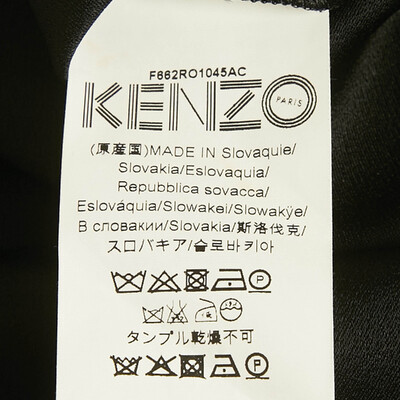 F662RO1045AC
KENZO
PARIS
(原産国)MADE IN Slovaquie/
Slovakia/Eslovaquia/
Repubblica sovacca/
Eslováquia/Slowakei/Slowakÿe/
В словакии/Slovakia/斯洛伐克/
スロバキア/슬로바키아
タンプル乾燥不可